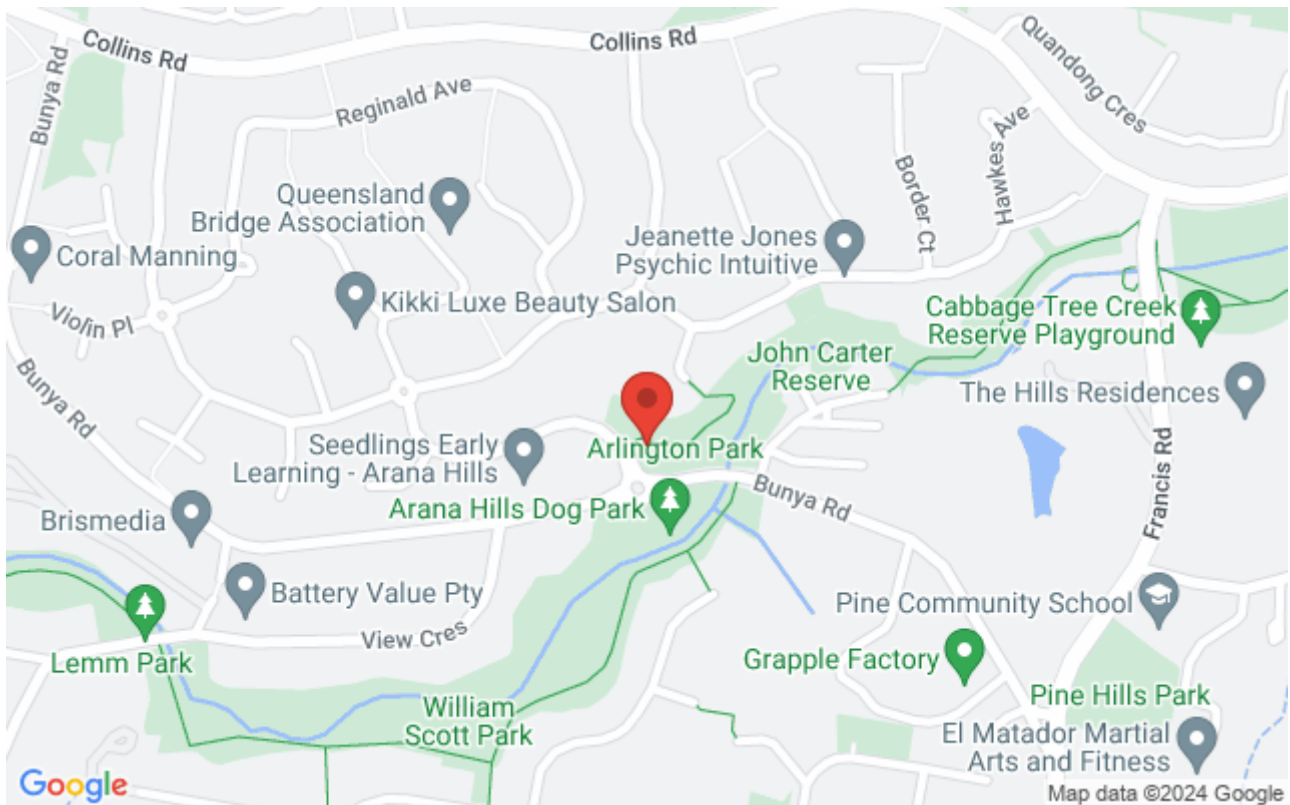 Collins Rd
Collins Rd
Quandong Cres
Bunya Rd
Reginald Ave
Hawkes Ave
Border Ct
Queensland
Bridge Association
Jeanette Jones
Psychic Intuitive
Coral Manning
Kikki Luxe Beauty Salon
Cabbage Tree Creek
Reserve Playground
Violin Pl
John Carter
Reserve
The Hills Residences
Bunya Rd
Seedlings Early
Learning - Arana Hills
Arlington Park
Francis Rd
Bunya Rd
Arana Hills Dog Park
Brismedia
Battery Value Pty
Pine Community School
View Cres
Lemm Park
Grapple Factory
Pine Hills Park
William
Scott Park
El Matador Martial
Arts and Fitness
Google
Map data ©2024 Google